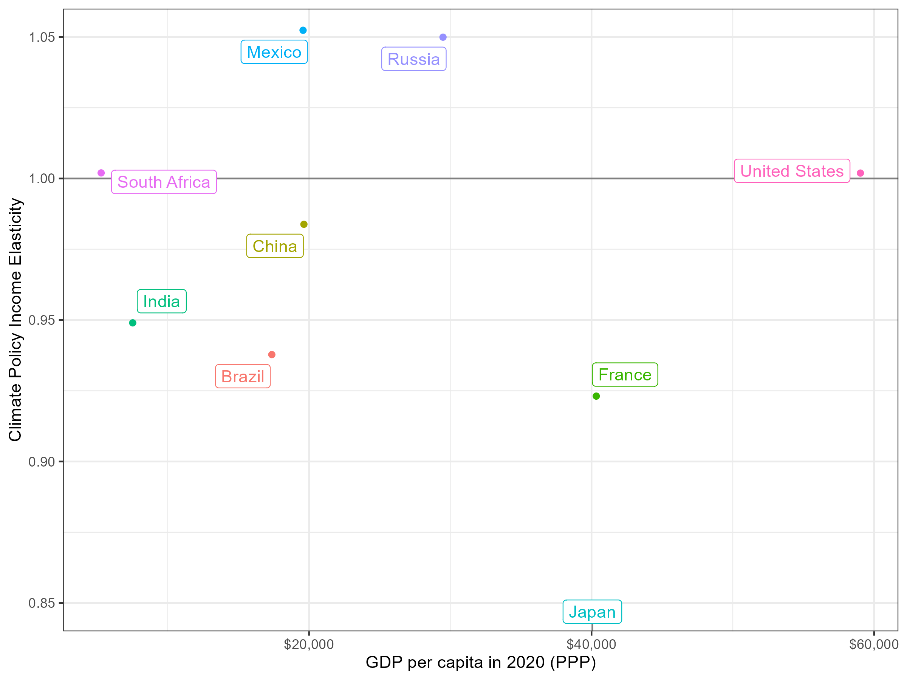 1.05
Mexico
Russia
1.00
South Africa
United States
China
0.95
India
Brazil
France
0.90
Japan
0.85
$20,000
$40,000
$60,000
GDP per capita in 2020 (PPP)
Climate Policy Income Elasticity